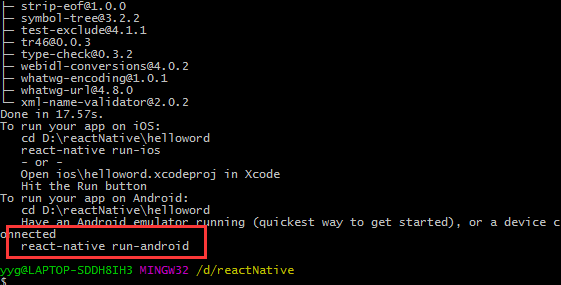 ├─ strip-eof@1.0.0
├─ symbol-tree@3.2.2
├─ test-exclude@4.1.1
├─ tr46@0.0.3
├─ type-check@0.3.2
├─ webidl-conversions@4.0.2
├─ whatwg-encoding@1.0.1
├─ whatwg-url@4.8.0
└─ xml-name-validator@2.0.2
Done in 17.57s.
To run your app on iOS:
   cd D:\reactNative\helloword
   react-native run-ios
   - or -
   Open ios\helloword.xcodeproj in Xcode
   Hit the Run button
To run your app on Android:
   cd D:\reactNative\helloword
   Have an Android emulator running (quickest way to get started), or a device c
onnected
   react-native run-android
yyg@LAPTOP-SDDH8IH3 MINGW32 /d/reactNative
$